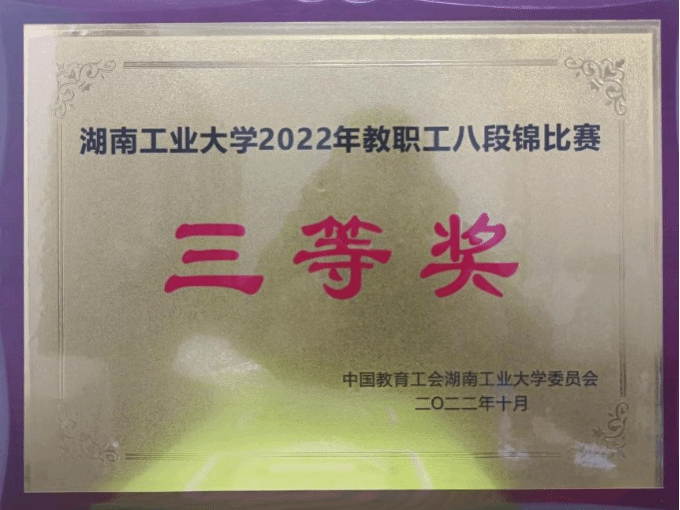 湖南工业大学2022年教职工八段锦比赛
三等奖
中国教育工会湖南工业大学委员会
二〇二二年十月